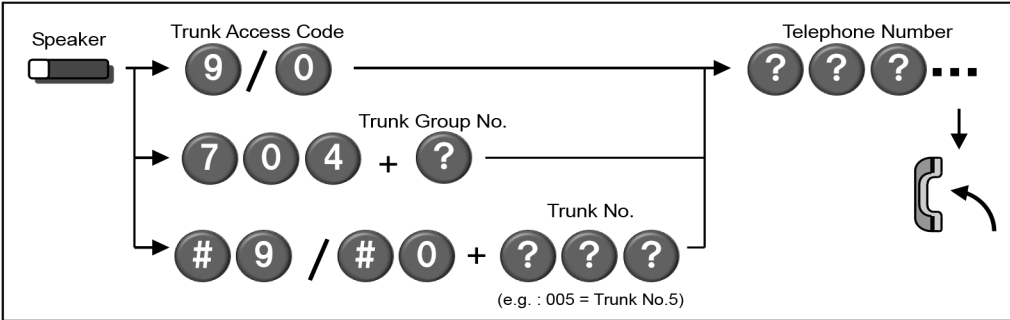 Speaker
Trunk Access Code
9 / 0
Telephone Number
? ? ? ...
Trunk Group No.
7 0 4 + ?
Trunk No.
# 9 / # 0 + ? ? ?
(e.g. : 005 = Trunk No.5)